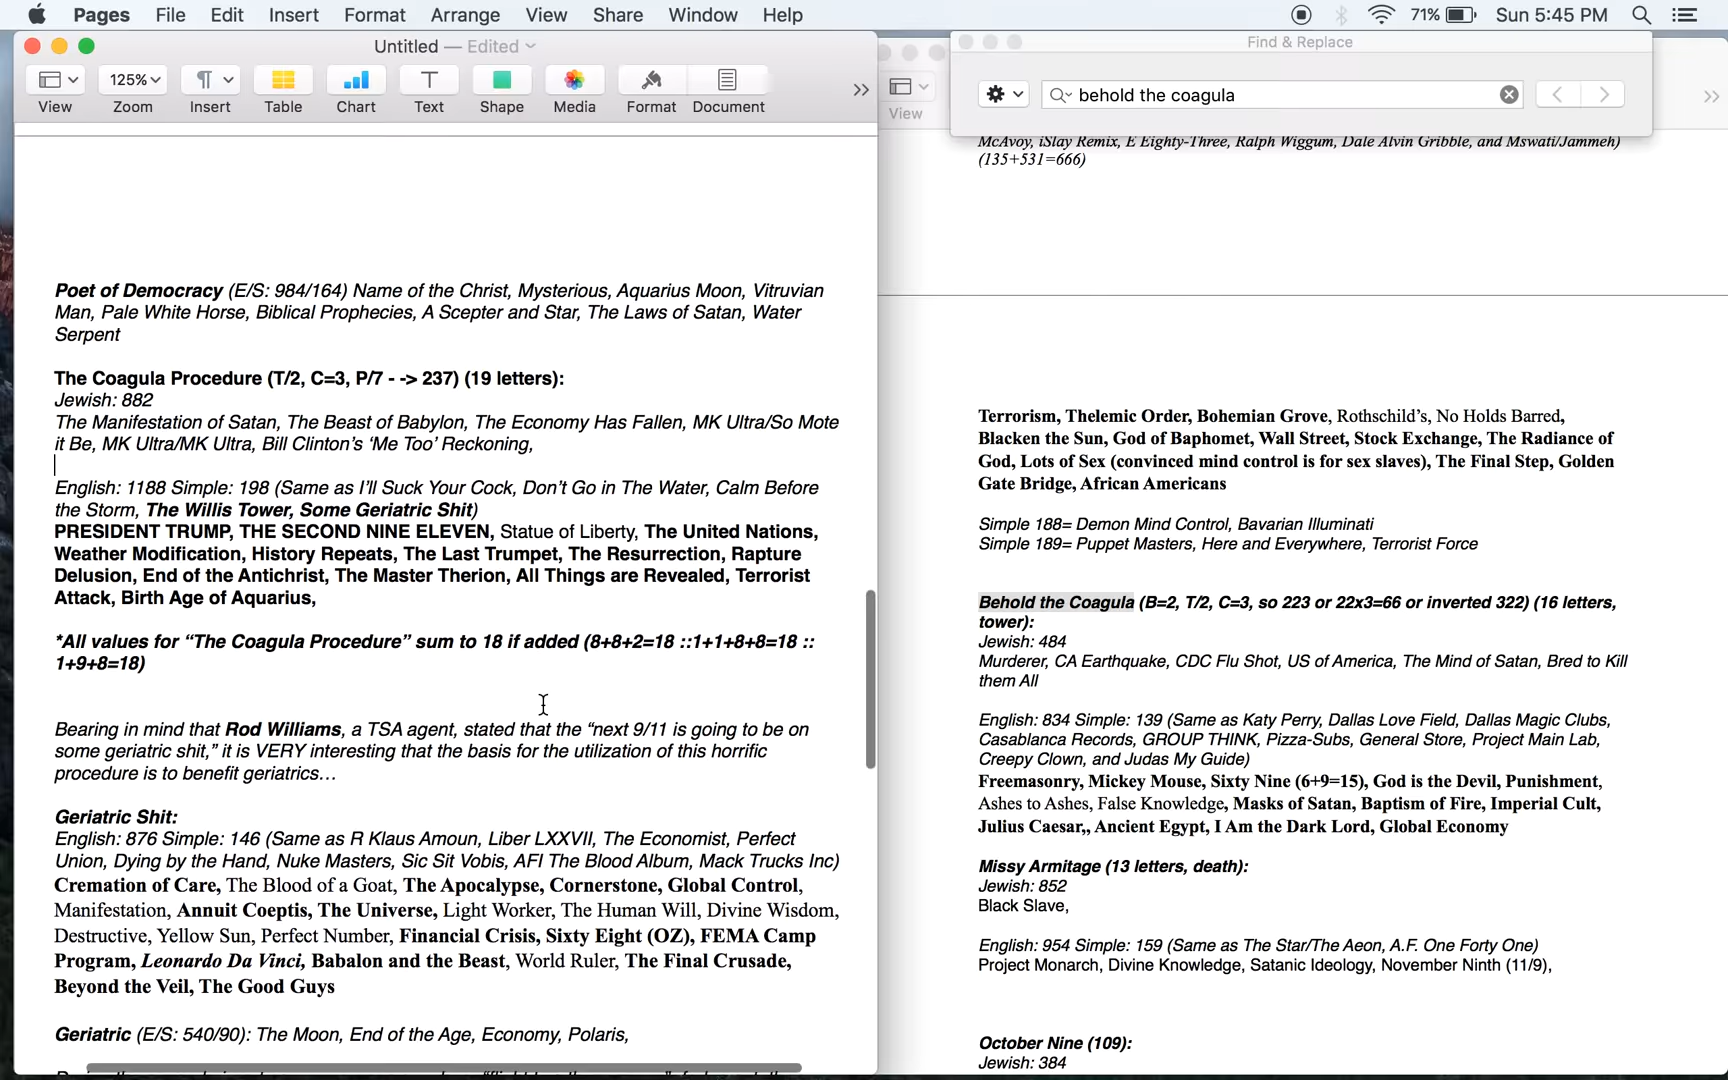 Pages File Edit Insert Format Arrange View Share Window Help 71% Sun 5:45 PM
Untitled — Edited
125%
View Zoom Insert Table Chart Text Shape Media Format Document
Poet of Democracy (E/S: 984/164) Name of the Christ, Mysterious, Aquarius Moon, Vitruvian
Man, Pale White Horse, Biblical Prophecies, A Scepter and Star, The Laws of Satan, Water
Serpent
The Coagula Procedure (T/2, C=3, P/7 - -> 237) (19 letters):
Jewish: 882
The Manifestation of Satan, The Beast of Babylon, The Economy Has Fallen, MK Ultra/So Mote
it Be, MK Ultra/MK Ultra, Bill Clinton’s ‘Me Too’ Reckoning,
English: 1188 Simple: 198 (Same as I’ll Suck Your Cock, Don’t Go in The Water, Calm Before
the Storm, The Willis Tower, Some Geriatric Shit)
PRESIDENT TRUMP, THE SECOND NINE ELEVEN, Statue of Liberty, The United Nations,
Weather Modification, History Repeats, The Last Trumpet, The Resurrection, Rapture
Delusion, End of the Antichrist, The Master Therion, All Things are Revealed, Terrorist
Attack, Birth Age of Aquarius,
*All values for “The Coagula Procedure” sum to 18 if added (8+8+2=18 ::1+1+8+8=18 ::
1+9+8=18)
Bearing in mind that Rod Williams, a TSA agent, stated that the “next 9/11 is going to be on
some geriatric shit,” it is VERY interesting that the basis for the utilization of this horrific
procedure is to benefit geriatrics…
Geriatric Shit:
English: 876 Simple: 146 (Same as R Klaus Amoun, Liber LXXVII, The Economist, Perfect
Union, Dying by the Hand, Nuke Masters, Sic Sit Vobis, AFI The Blood Album, Mack Trucks Inc)
Cremation of Care, The Blood of a Goat, The Apocalypse, Cornerstone, Global Control,
Manifestation, Annuit Coeptis, The Universe, Light Worker, The Human Will, Divine Wisdom,
Destructive, Yellow Sun, Perfect Number, Financial Crisis, Sixty Eight (OZ), FEMA Camp
Program, Leonardo Da Vinci, Babalon and the Beast, World Ruler, The Final Crusade,
Beyond the Veil, The Good Guys
Geriatric (E/S: 540/90): The Moon, End of the Age, Economy, Polaris,
Find & Replace
behold the coagula
View
McAvoy, iSlay Remix, E Eighty-Three, Ralph Wiggum, Dale Alvin Gribble, and Mswati/Jammeh)
(135+531=666)
Terrorism, Thelemic Order, Bohemian Grove, Rothschild’s, No Holds Barred,
Blacken the Sun, God of Baphomet, Wall Street, Stock Exchange, The Radiance of
God, Lots of Sex (convinced mind control is for sex slaves), The Final Step, Golden
Gate Bridge, African Americans
Simple 188= Demon Mind Control, Bavarian Illuminati
Simple 189= Puppet Masters, Here and Everywhere, Terrorist Force
Behold the Coagula (B=2, T/2, C=3, so 223 or 22x3=66 or inverted 322) (16 letters,
tower):
Jewish: 484
Murderer, CA Earthquake, CDC Flu Shot, US of America, The Mind of Satan, Bred to Kill
them All
English: 834 Simple: 139 (Same as Katy Perry, Dallas Love Field, Dallas Magic Clubs,
Casablanca Records, GROUP THINK, Pizza-Subs, General Store, Project Main Lab,
Creepy Clown, and Judas My Guide)
Freemasonry, Mickey Mouse, Sixty Nine (6+9=15), God is the Devil, Punishment,
Ashes to Ashes, False Knowledge, Masks of Satan, Baptism of Fire, Imperial Cult,
Julius Caesar,, Ancient Egypt, I Am the Dark Lord, Global Economy
Missy Armitage (13 letters, death):
Jewish: 852
Black Slave,
English: 954 Simple: 159 (Same as The Star/The Aeon, A.F. One Forty One)
Project Monarch, Divine Knowledge, Satanic Ideology, November Ninth (11/9),
October Nine (109):
Jewish: 384